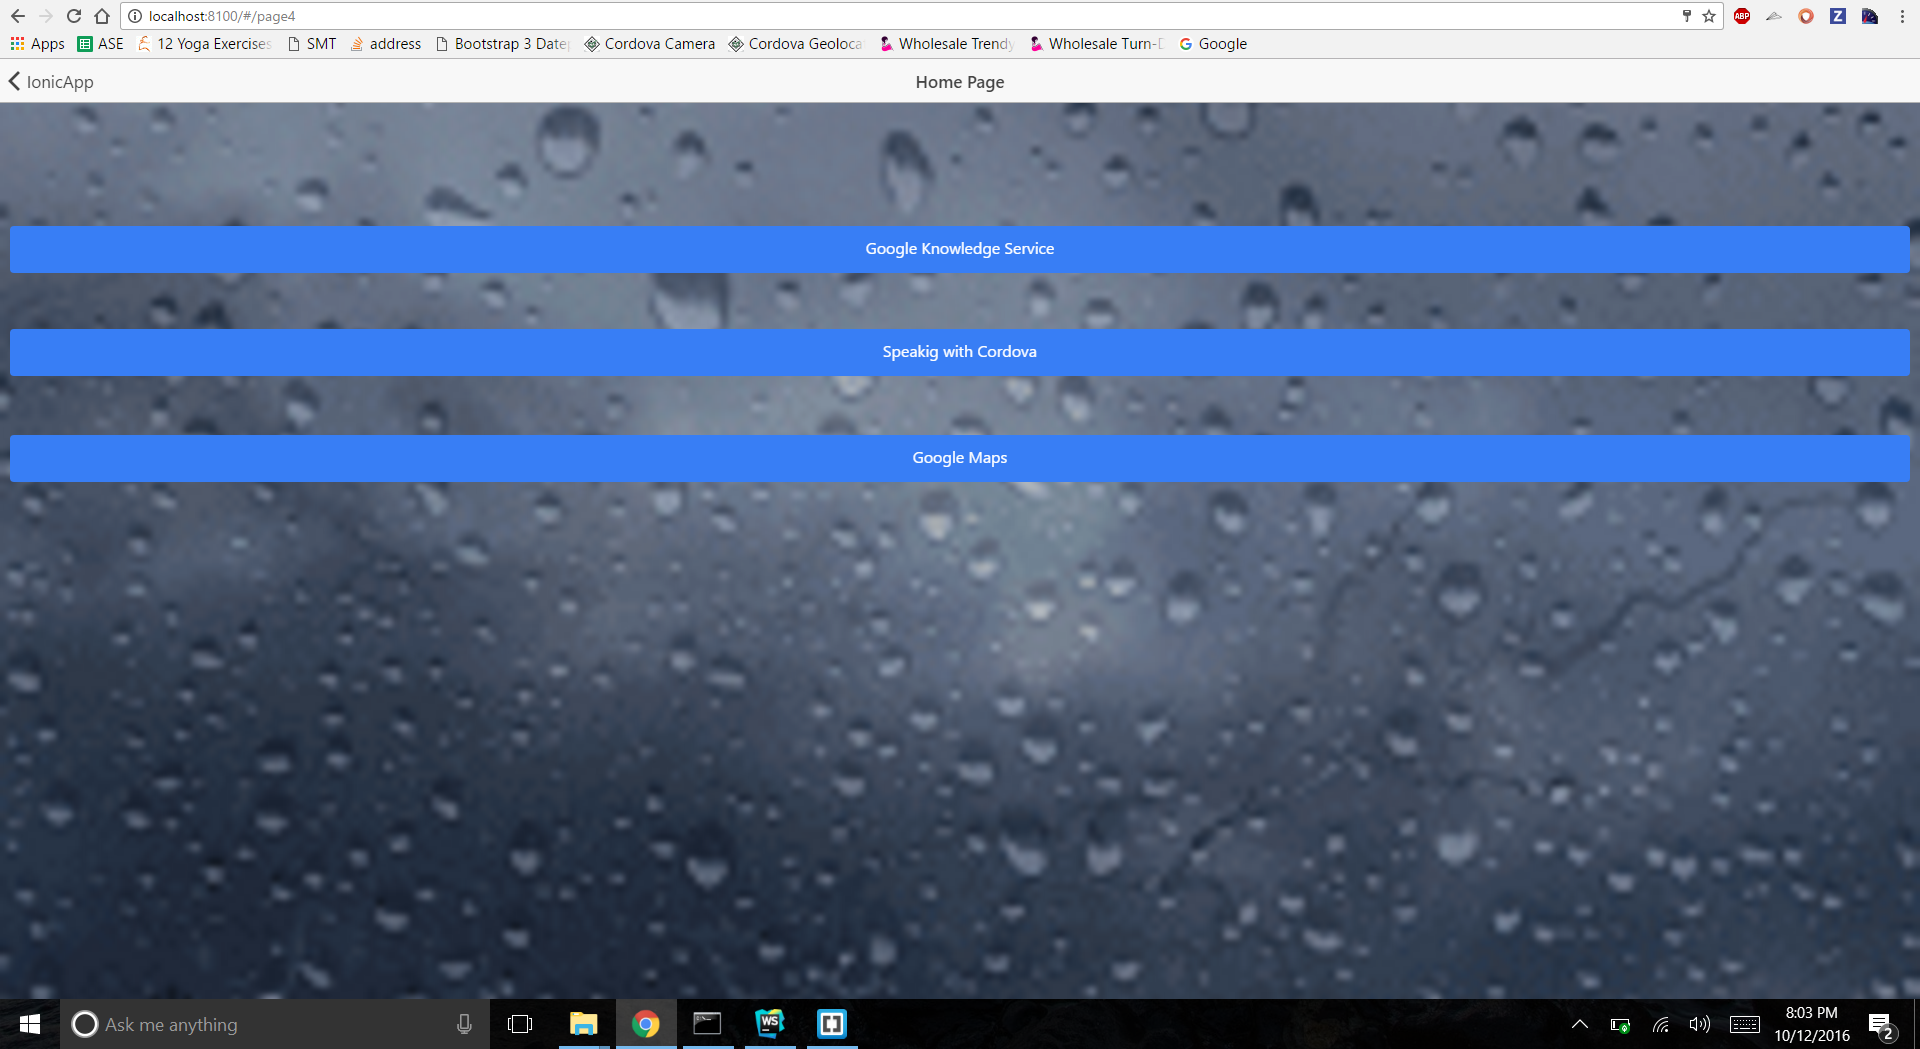 localhost:8100/#/page4
ABP
Z
Apps ASE 12 Yoga Exercises SMT address Bootstrap 3 Date Cordova Camera Cordova Geoloca Wholesale Trendy Wholesale Turn-D Google
IonicApp
Home Page
Google Knowledge Service
Speakig with Cordova
Google Maps
Ask me anything
WS
8:03 PM
10/12/2016
2